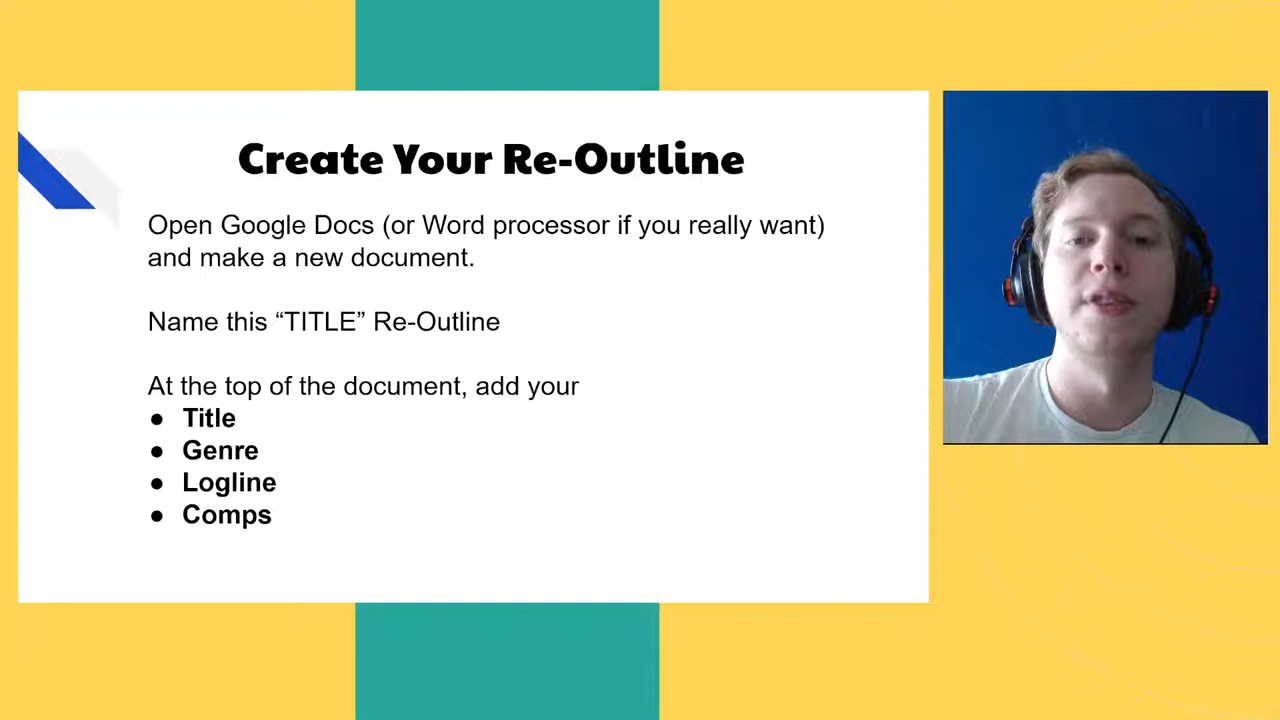 Create Your Re-Outline
Open Google Docs (or Word processor if you really want)
and make a new document.
Name this “TITLE” Re-Outline
At the top of the document, add your
● Title
● Genre
● Logline
● Comps